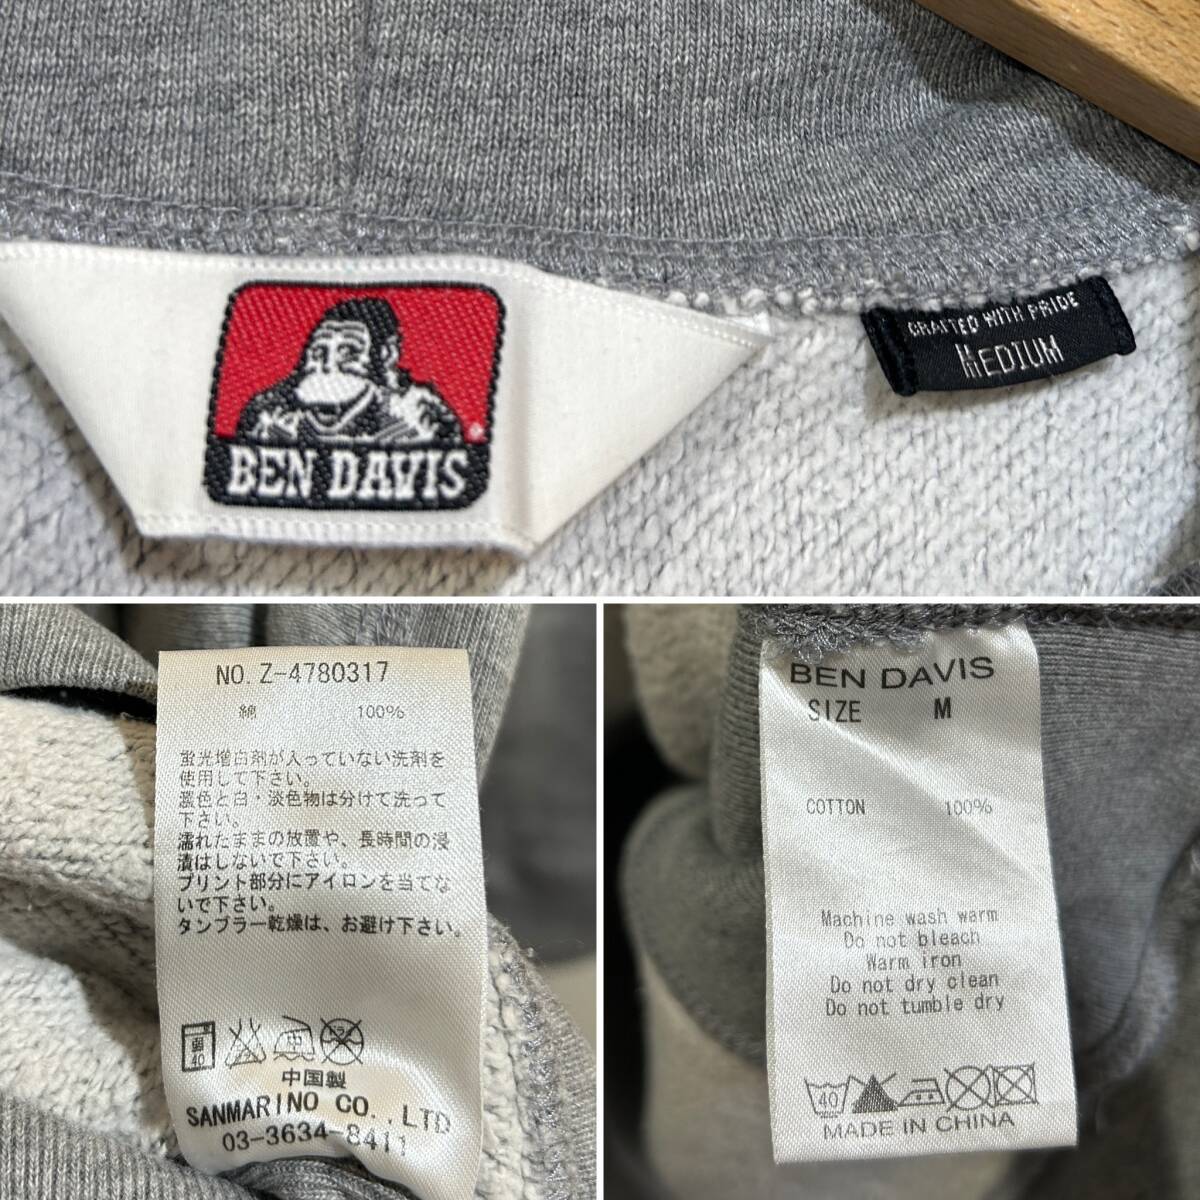 BEN DAVIS
CRAFTED WITH PRIDE
MEDIUM
NO. Z-4780317
綿 100%
蛍光増白剤が入っていない洗剤を
使用して下さい。
濃色と白・淡色物は分けて洗って
下さい。
濡れたままの放置や、長時間の浸
漬はしないで下さい。
プリント部分にアイロンを当てな
いで下さい。
タンブラー乾燥は、お避け下さい。
40
中
中国製
SANMARINO CO.,LTD
03-3634-8411
BEN DAVIS
SIZE M
COTTON 100%
Machine wash warm
Do not bleach
Warm iron
Do not dry clean
Do not tumble dry
40
MADE IN CHINA